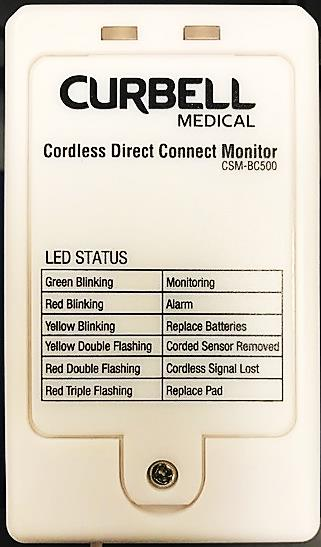 CURBELL
MEDICAL
Cordless Direct Connect Monitor
CSM-BC500
LED STATUS
Green Blinking Monitoring
Red Blinking Alarm
Yellow Blinking Replace Batteries
Yellow Double Flashing Corded Sensor Removed
Red Double Flashing Cordless Signal Lost
Red Triple Flashing Replace Pad